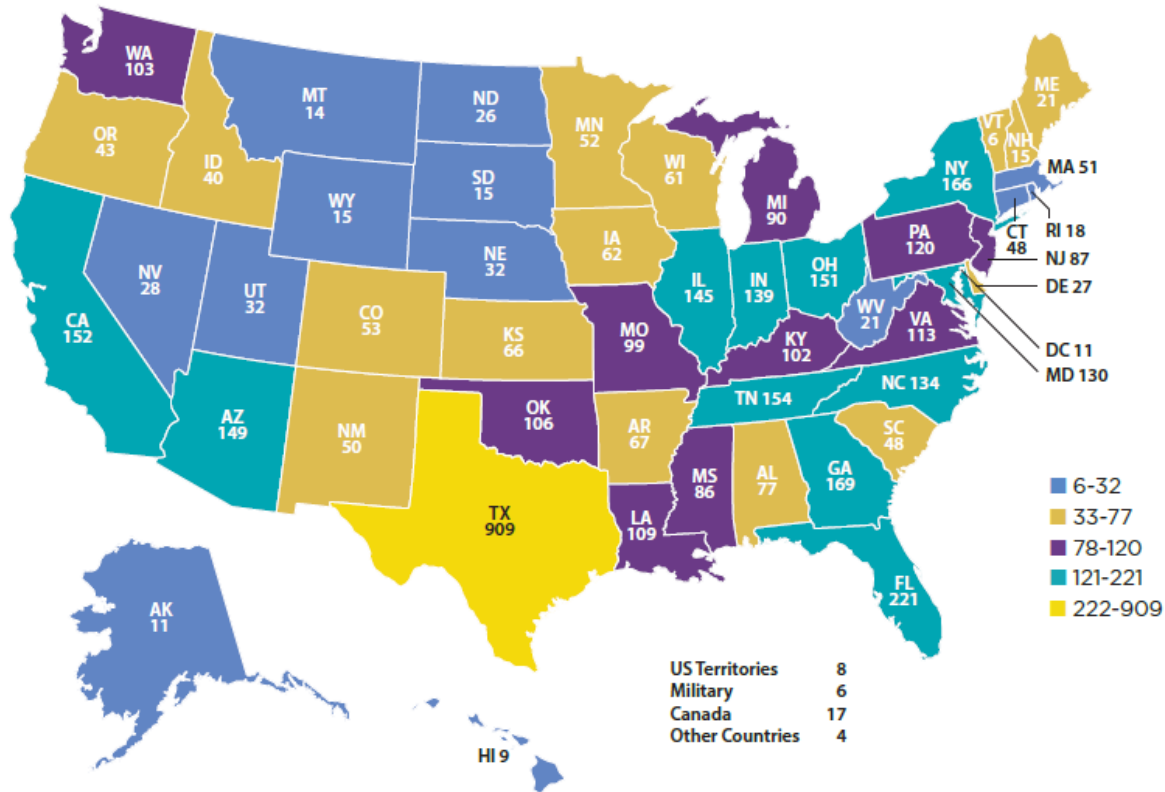 WA
103
OR
43
ID
40
MT
14
ND
26
SD
15
WY
15
NE
32
NV
28
UT
32
CA
152
CO
53
KS
66
AZ
149
NM
50
OK
106
TX
909
MN
52
WI
61
IA
62
MI
90
IL
145
IN
139
OH
151
MO
99
KY
102
WV
21
VA
113
PA
120
NY
166
VT
6
NH
15
ME
21
MA 51
RI 18
CT
48
NJ 87
DE 27
DC 11
MD 130
TN 154
NC 134
SC
48
AR
67
MS
86
AL
77
GA
169
LA
109
FL
221
AK
11
HI 9
6-32
33-77
78-120
121-221
222-909
US Territories 8
Military 6
Canada 17
Other Countries 4